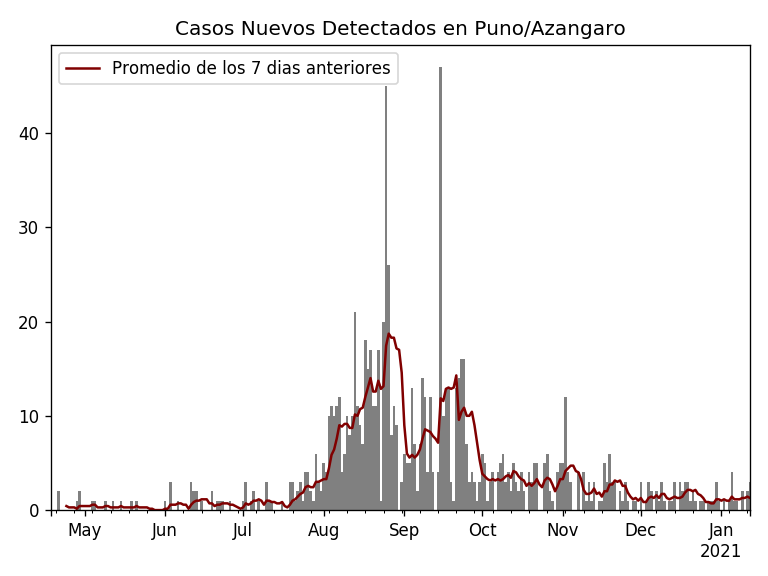 Casos Nuevos Detectados en Puno/Azangaro
Promedio de los 7 dias anteriores
40
30
20
10
0
May Jun Jul Aug Sep Oct Nov Dec Jan
2021